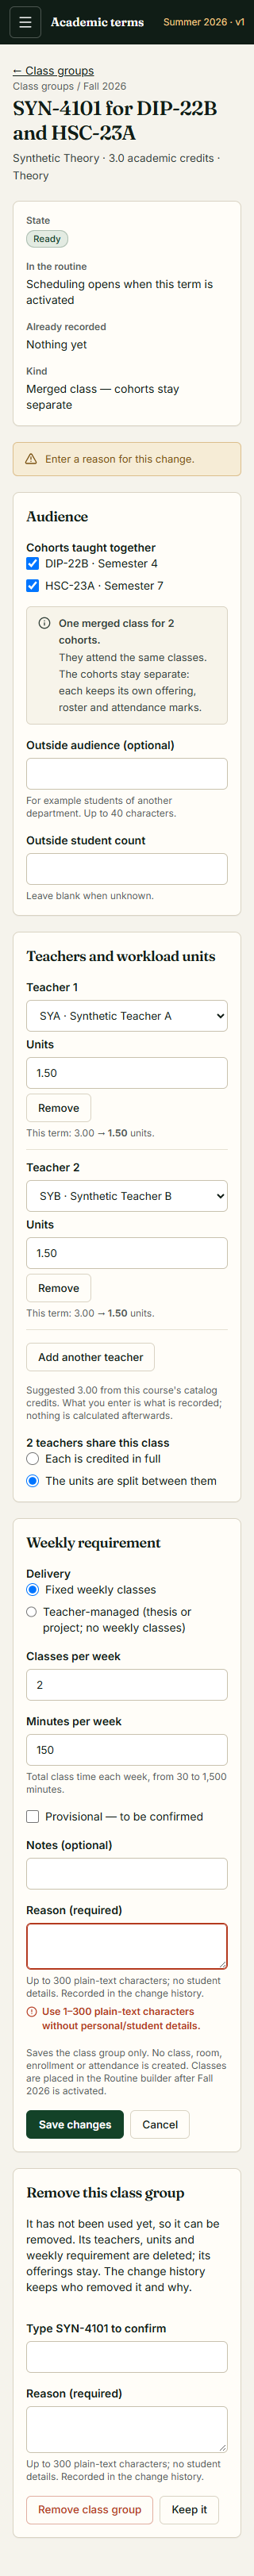 Academic terms
Summer 2026 · v1
← Class groups
Class groups / Fall 2026
SYN-4101 for DIP-22B
and HSC-23A
Synthetic Theory · 3.0 academic credits ·
Theory
State
Ready
In the routine
Scheduling opens when this term is
activated
Already recorded
Nothing yet
Kind
Merged class — cohorts stay
separate
Enter a reason for this change.
Audience
Cohorts taught together
DIP-22B · Semester 4
HSC-23A · Semester 7
One merged class for 2
cohorts.
They attend the same classes.
The cohorts stay separate:
each keeps its own offering,
roster and attendance marks.
Outside audience (optional)
For example students of another
department. Up to 40 characters.
Outside student count
Leave blank when unknown.
Teachers and workload units
Teacher 1
SYA · Synthetic Teacher A
Units
1.50
Remove
This term: 3.00 → 1.50 units.
Teacher 2
SYB · Synthetic Teacher B
Units
1.50
Remove
This term: 3.00 → 1.50 units.
Add another teacher
Suggested 3.00 from this course's catalog
credits. What you enter is what is recorded;
nothing is calculated afterwards.
2 teachers share this class
Each is credited in full
The units are split between them
Weekly requirement
Delivery
Fixed weekly classes
Teacher-managed (thesis or
project; no weekly classes)
Classes per week
2
Minutes per week
150
Total class time each week, from 30 to 1,500
minutes.
Provisional — to be confirmed
Notes (optional)
Reason (required)
Up to 300 plain-text characters; no student
details. Recorded in the change history.
Use 1–300 plain-text characters
without personal/student details.
Saves the class group only. No class, room,
enrollment or attendance is created. Classes
are placed in the Routine builder after Fall
2026 is activated.
Save changes
Cancel
Remove this class group
It has not been used yet, so it can be
removed. Its teachers, units and
weekly requirement are deleted; its
offerings stay. The change history
keeps who removed it and why.
Type SYN-4101 to confirm
Reason (required)
Up to 300 plain-text characters; no student
details. Recorded in the change history.
Remove class group
Keep it